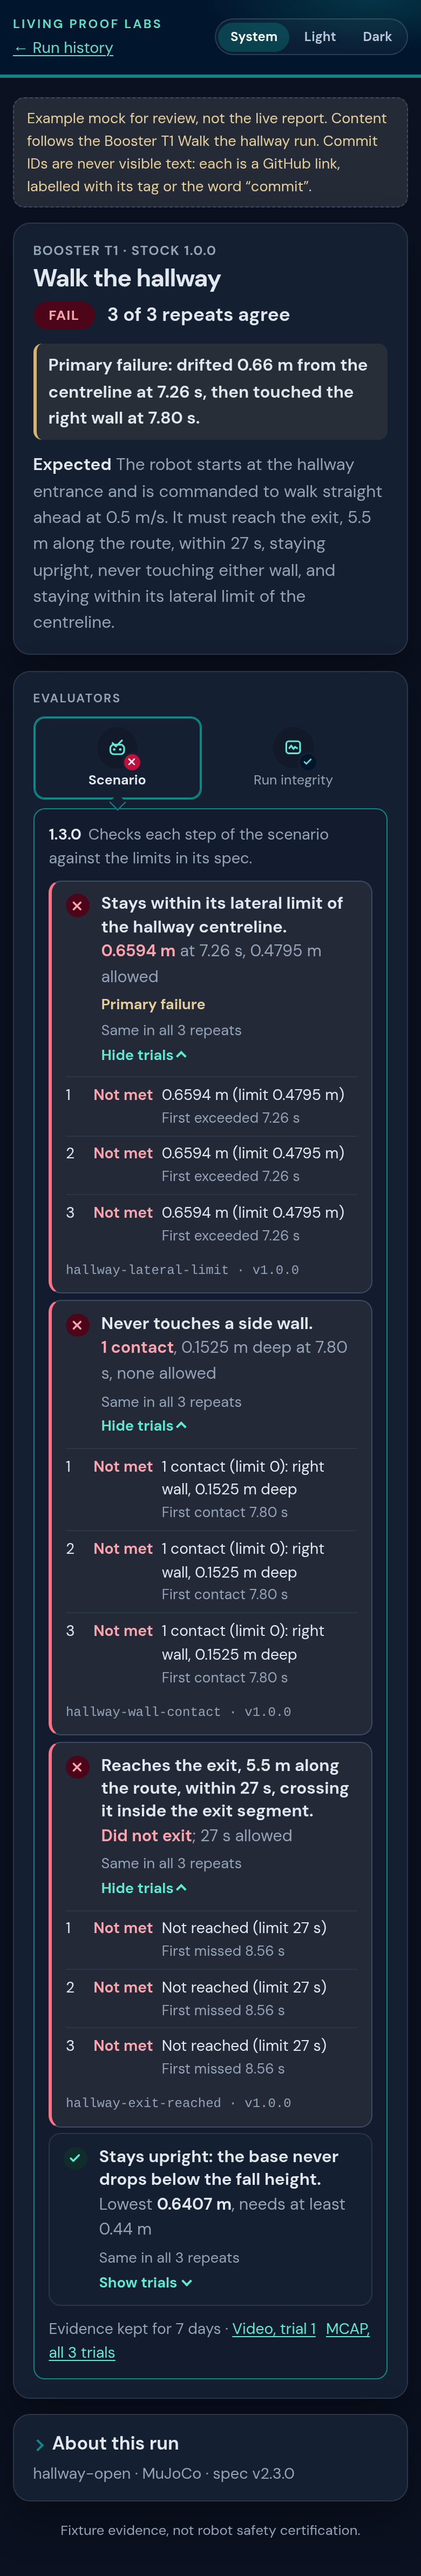 LIVING PROOF LABS
← Run history
System Light Dark
Example mock for review, not the live report. Content
follows the Booster T1 Walk the hallway run. Commit
IDs are never visible text: each is a GitHub link,
labelled with its tag or the word “commit”.
BOOSTER T1 · STOCK 1.0.0
Walk the hallway
FAIL 3 of 3 repeats agree
Primary failure: drifted 0.66 m from the
centreline at 7.26 s, then touched the
right wall at 7.80 s.
Expected The robot starts at the hallway
entrance and is commanded to walk straight
ahead at 0.5 m/s. It must reach the exit, 5.5
m along the route, within 27 s, staying
upright, never touching either wall, and
staying within its lateral limit of the
centreline.
EVALUATORS
Scenario
Run integrity
1.3.0 Checks each step of the scenario
against the limits in its spec.
Stays within its lateral limit of
the hallway centreline.
0.6594 m at 7.26 s, 0.4795 m
allowed
Primary failure
Same in all 3 repeats
Hide trials
1 Not met 0.6594 m (limit 0.4795 m)
First exceeded 7.26 s
2 Not met 0.6594 m (limit 0.4795 m)
First exceeded 7.26 s
3 Not met 0.6594 m (limit 0.4795 m)
First exceeded 7.26 s
hallway-lateral-limit · v1.0.0
Never touches a side wall.
1 contact, 0.1525 m deep at 7.80
s, none allowed
Same in all 3 repeats
Hide trials
1 Not met 1 contact (limit 0): right
wall, 0.1525 m deep
First contact 7.80 s
2 Not met 1 contact (limit 0): right
wall, 0.1525 m deep
First contact 7.80 s
3 Not met 1 contact (limit 0): right
wall, 0.1525 m deep
First contact 7.80 s
hallway-wall-contact · v1.0.0
Reaches the exit, 5.5 m along
the route, within 27 s, crossing
it inside the exit segment.
Did not exit; 27 s allowed
Same in all 3 repeats
Hide trials
1 Not met Not reached (limit 27 s)
First missed 8.56 s
2 Not met Not reached (limit 27 s)
First missed 8.56 s
3 Not met Not reached (limit 27 s)
First missed 8.56 s
hallway-exit-reached · v1.0.0
Stays upright: the base never
drops below the fall height.
Lowest 0.6407 m, needs at least
0.44 m
Same in all 3 repeats
Show trials
Evidence kept for 7 days · Video, trial 1 MCAP,
all 3 trials
About this run
hallway-open · MuJoCo · spec v2.3.0
Fixture evidence, not robot safety certification.